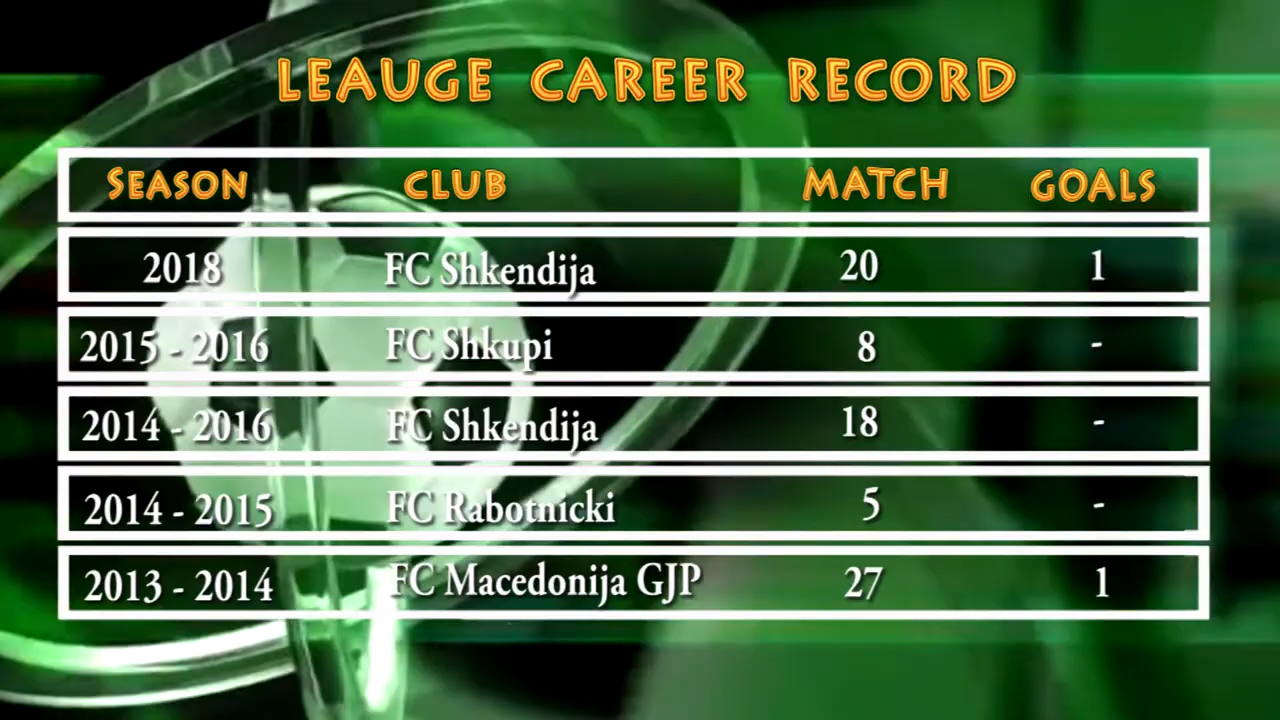 LEAUGE CAREER RECORD
SEASON CLUB MATCH GOALS
2018 FC Shkendija 20 1
2015 - 2016 FC Shkupi 8 -
2014 - 2016 FC Shkendija 18 -
2014 - 2015 FC Rabotnicki 5 -
2013 - 2014 FC Macedonija GJP 27 1